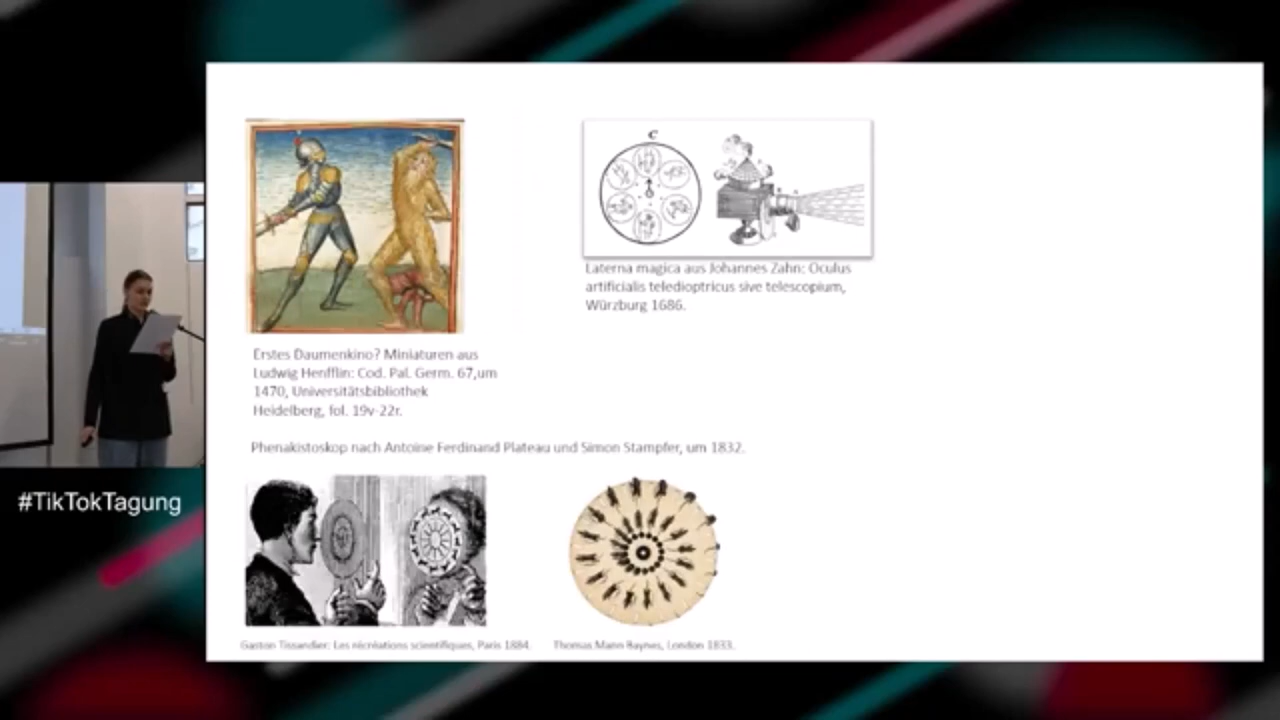 C
Laterna magica aus Johannes Zahn: Oculus
artificialis teledioptricus sive telescopium,
Würzburg 1686.
Erstes Daumenkino? Miniaturen aus
Ludwig Henfflin: Cod. Pal. Germ. 67,um
1470, Universitätsbibliothek
Heidelberg, fol. 19v-22r.
Phenakistoskop nach Antoine Ferdinand Plateau und Simon Stampfer, um 1832.
#TikTokTagung
Gaston Tissandier: Les récréations scientifiques, Paris 1884.
Thomas Mann Baynes, London 1833.